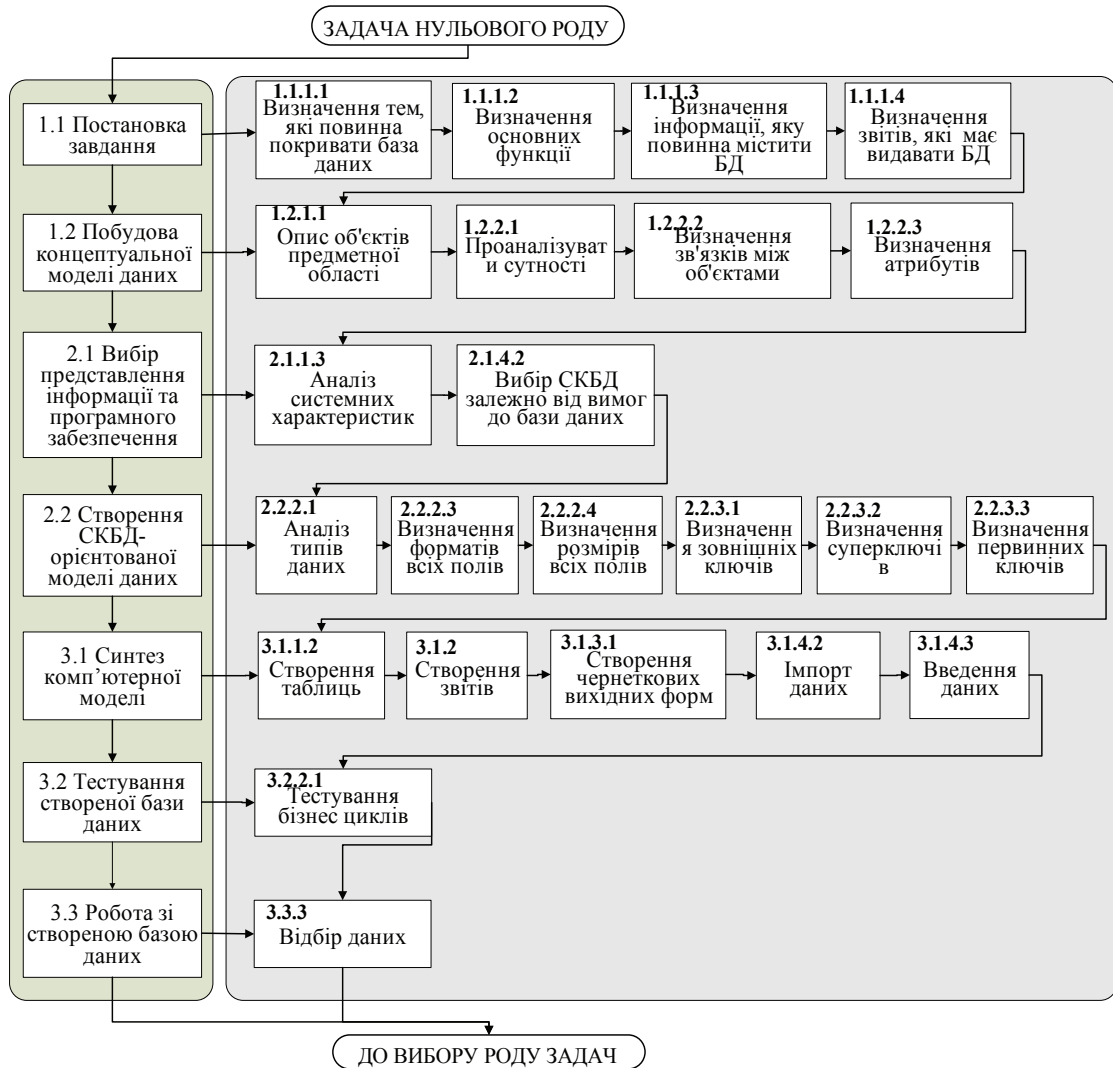 ЗАДАЧА НУЛЬОВОГО РОДУ
1.1 Постановка
завдання
1.1.1.1
Визначення тем,
які повинна
покривати база
даних
1.1.1.2
Визначення
основних
функції
1.1.1.3
Визначення
інформації, яку
повинна містити
БД
1.1.1.4
Визначення
звітів, які має
видавати БД
1.2 Побудова
концептуальної
моделі даних
1.2.1.1
Опис об'єктів
предметної
області
1.2.2.1
Проаналізуват
и сутності
1.2.2.2
Визначення
зв'язків між
об'єктами
1.2.2.3
Визначення
атрибутів
2.1 Вибір
представлення
інформації та
програмного
забезпечення
2.1.1.3
Аналіз
системних
характеристик
2.1.4.2
Вибір СКБД
залежно від вимог
до бази даних
2.2 Створення
СКБД-
орієнтованої
моделі даних
2.2.2.1
Аналіз
типів
даних
2.2.2.3
Визначення
форматів
всіх полів
2.2.2.4
Визначення
розмірів
всіх полів
2.2.3.1
Визначенн
я зовнішніх
ключів
2.2.3.2
Визначення
суперключі
в
2.2.3.3
Визначення
первинних
ключів
3.1 Синтез
комп’ютерної
моделі
3.1.1.2
Створення
таблиць
3.1.2
Створення
звітів
3.1.3.1
Створення
чернеткових
вихідних форм
3.1.4.2
Імпорт
даних
3.1.4.3
Введення
даних
3.2 Тестування
створеної бази
даних
3.2.2.1
Тестування
бізнес циклів
3.3 Робота зі
створеною базою
даних
3.3.3
Відбір даних
ДО ВИБОРУ РОДУ ЗАДАЧ